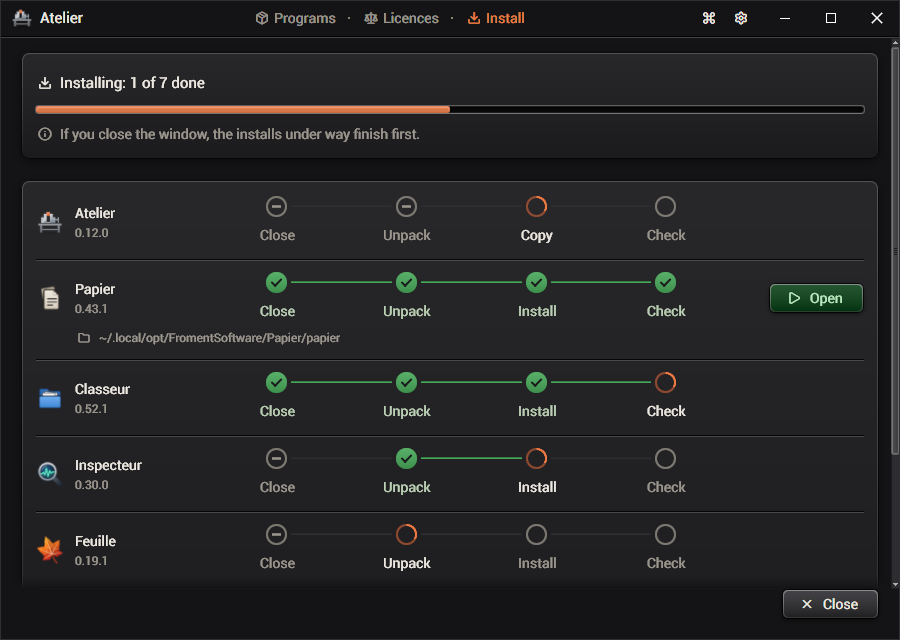 Atelier
Programs · Licences · Install
Installing: 1 of 7 done
If you close the window, the installs under way finish first.
Atelier
0.12.0
Close Unpack Copy Check
Papier
0.43.1
Close Unpack Install Check
Open
~/.local/opt/FromentSoftware/Papier/papier
Classeur
0.52.1
Close Unpack Install Check
Inspecteur
0.30.0
Close Unpack Install Check
Feuille
0.19.1
Close Unpack Install Check
Close